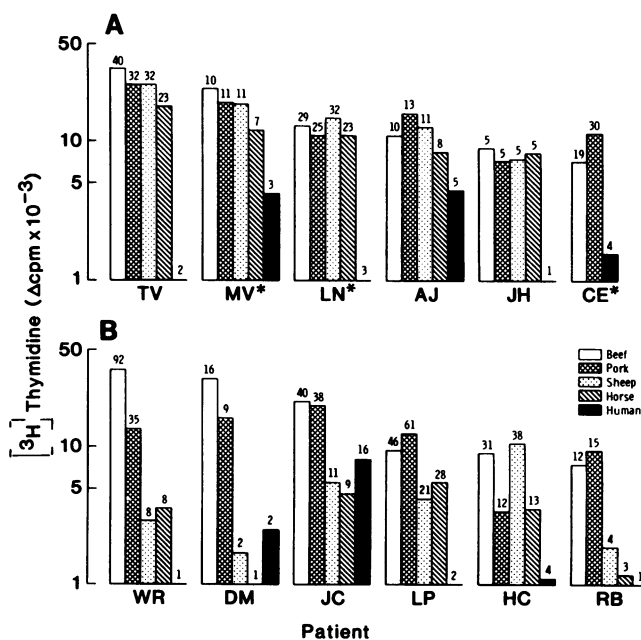 A
50
10
5
1
40 32 32 23 2
10 11 11 7 3
29 25 32 23 3
10 13 11 8 5
5 5 5 5 1
19 30 4
TV MV* LN* AJ JH CE*
[³H] Thymidine (Δcpm x 10⁻³)
B
50
10
5
1
92 35 8 8 1
16 9 2 1 2
40 38 11 9 16
46 61 21 28 2
31 12 38 13 4
12 15 4 3 1
Beef
Pork
Sheep
Horse
Human
WR DM JC LP HC RB
Patient